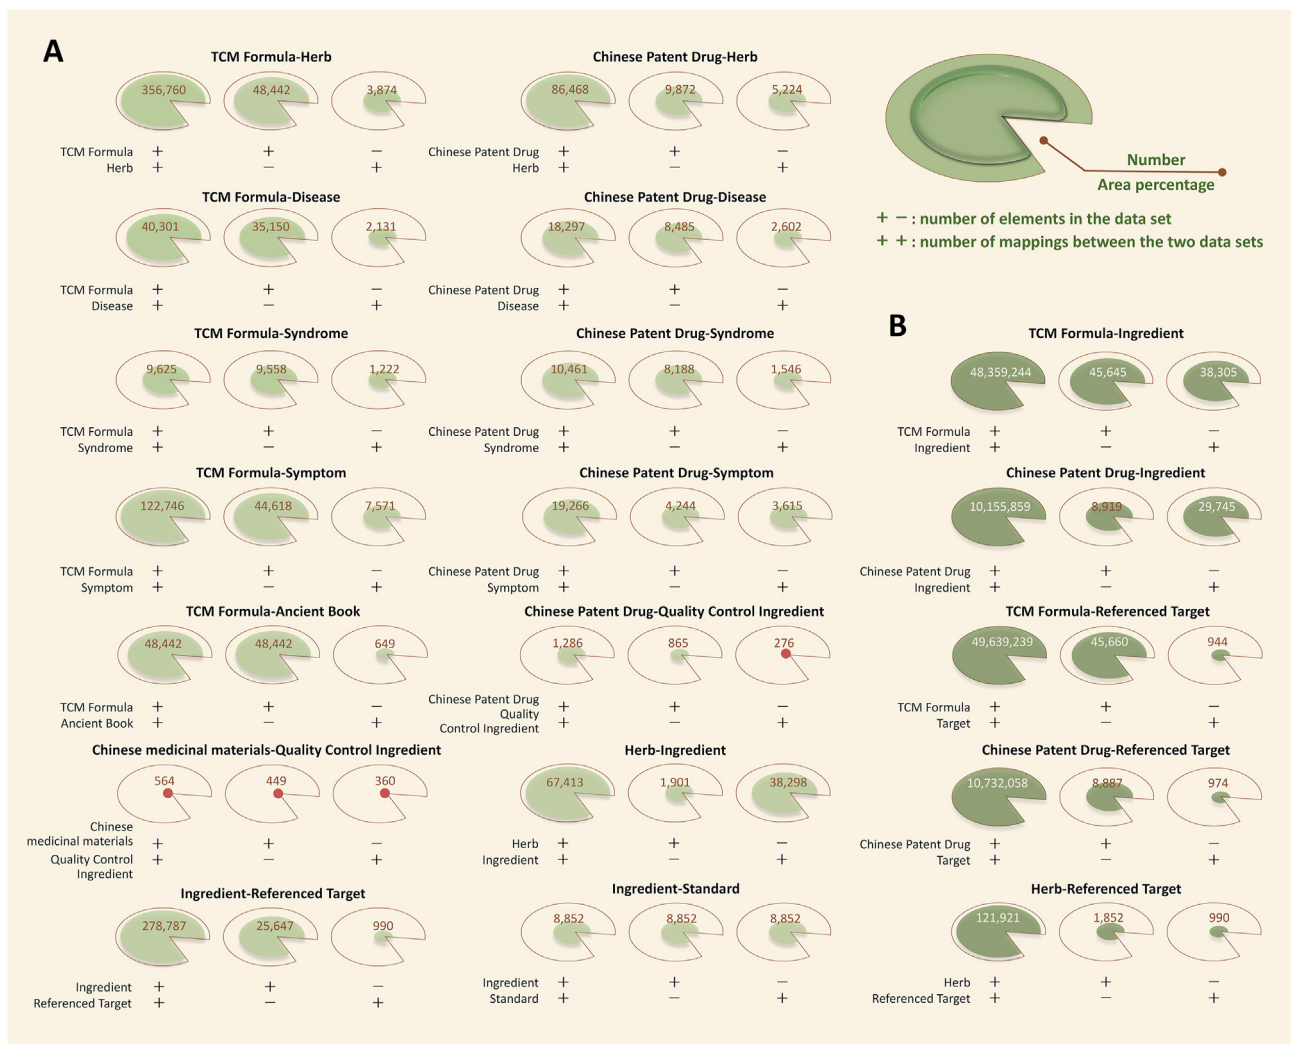 A
TCM Formula-Herb
356,760 48,442 3,874
TCM Formula + + −
Herb + − +
Chinese Patent Drug-Herb
86,468 9,872 5,224
Chinese Patent Drug + + −
Herb + − +
Number
Area percentage
+ − : number of elements in the data set
+ + : number of mappings between the two data sets
TCM Formula-Disease
40,301 35,150 2,131
TCM Formula + + −
Disease + − +
Chinese Patent Drug-Disease
18,297 8,485 2,602
Chinese Patent Drug + + −
Disease + − +
TCM Formula-Syndrome
9,625 9,558 1,222
TCM Formula + + −
Syndrome + − +
Chinese Patent Drug-Syndrome
10,461 8,188 1,546
Chinese Patent Drug + + −
Syndrome + − +
TCM Formula-Symptom
122,746 44,618 7,571
TCM Formula + + −
Symptom + − +
Chinese Patent Drug-Symptom
19,266 4,244 3,615
Chinese Patent Drug + + −
Symptom + − +
TCM Formula-Ancient Book
48,442 48,442 649
TCM Formula + + −
Ancient Book + − +
Chinese Patent Drug-Quality Control Ingredient
1,286 865 276
Chinese Patent Drug + + −
Quality
Control Ingredient + − +
Chinese medicinal materials-Quality Control Ingredient
564 449 360
Chinese
medicinal materials + + −
Quality Control + − +
Ingredient
Herb-Ingredient
67,413 1,901 38,298
Herb + + −
Ingredient + − +
Ingredient-Referenced Target
278,787 25,647 990
Ingredient + + −
Referenced Target + − +
Ingredient-Standard
8,852 8,852 8,852
Ingredient + + −
Standard + − +
B
TCM Formula-Ingredient
48,359,244 45,645 38,305
TCM Formula + + −
Ingredient + − +
Chinese Patent Drug-Ingredient
10,155,859 8,919 29,745
Chinese Patent Drug + + −
Ingredient + − +
TCM Formula-Referenced Target
49,639,239 45,660 944
TCM Formula + + −
Target + − +
Chinese Patent Drug-Referenced Target
10,732,058 8,887 974
Chinese Patent Drug + + −
Target + − +
Herb-Referenced Target
121,921 1,852 990
Herb + + −
Referenced Target + − +